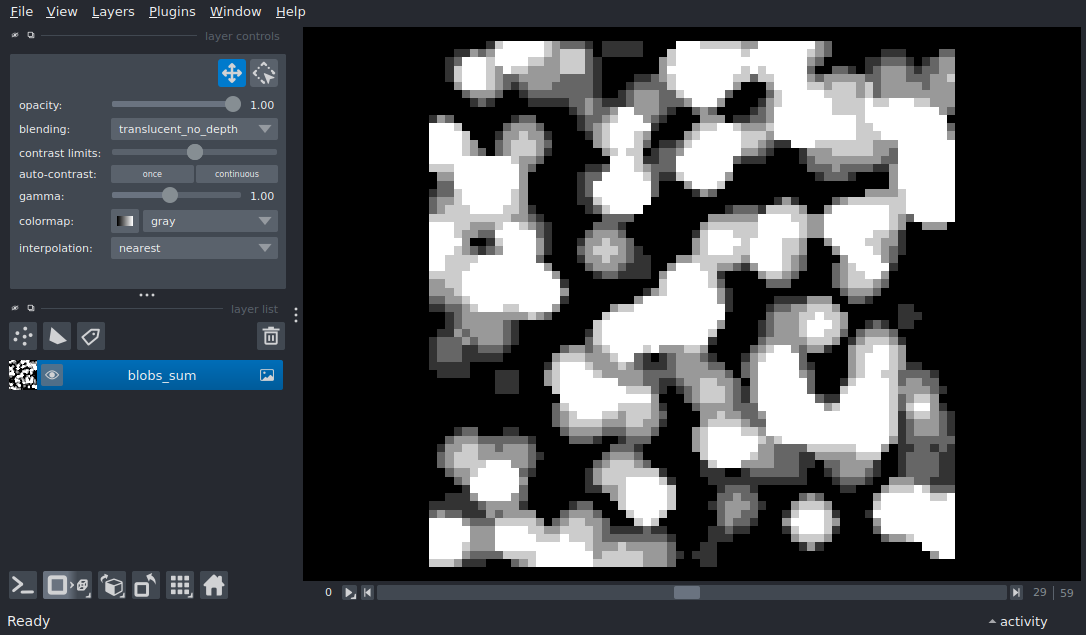 File View Layers Plugins Window Help
layer controls
opacity: 1.00
blending: translucent_no_depth
contrast limits:
auto-contrast: once continuous
gamma: 1.00
colormap: gray
interpolation: nearest
layer list
blobs_sum
0 29 59
Ready activity